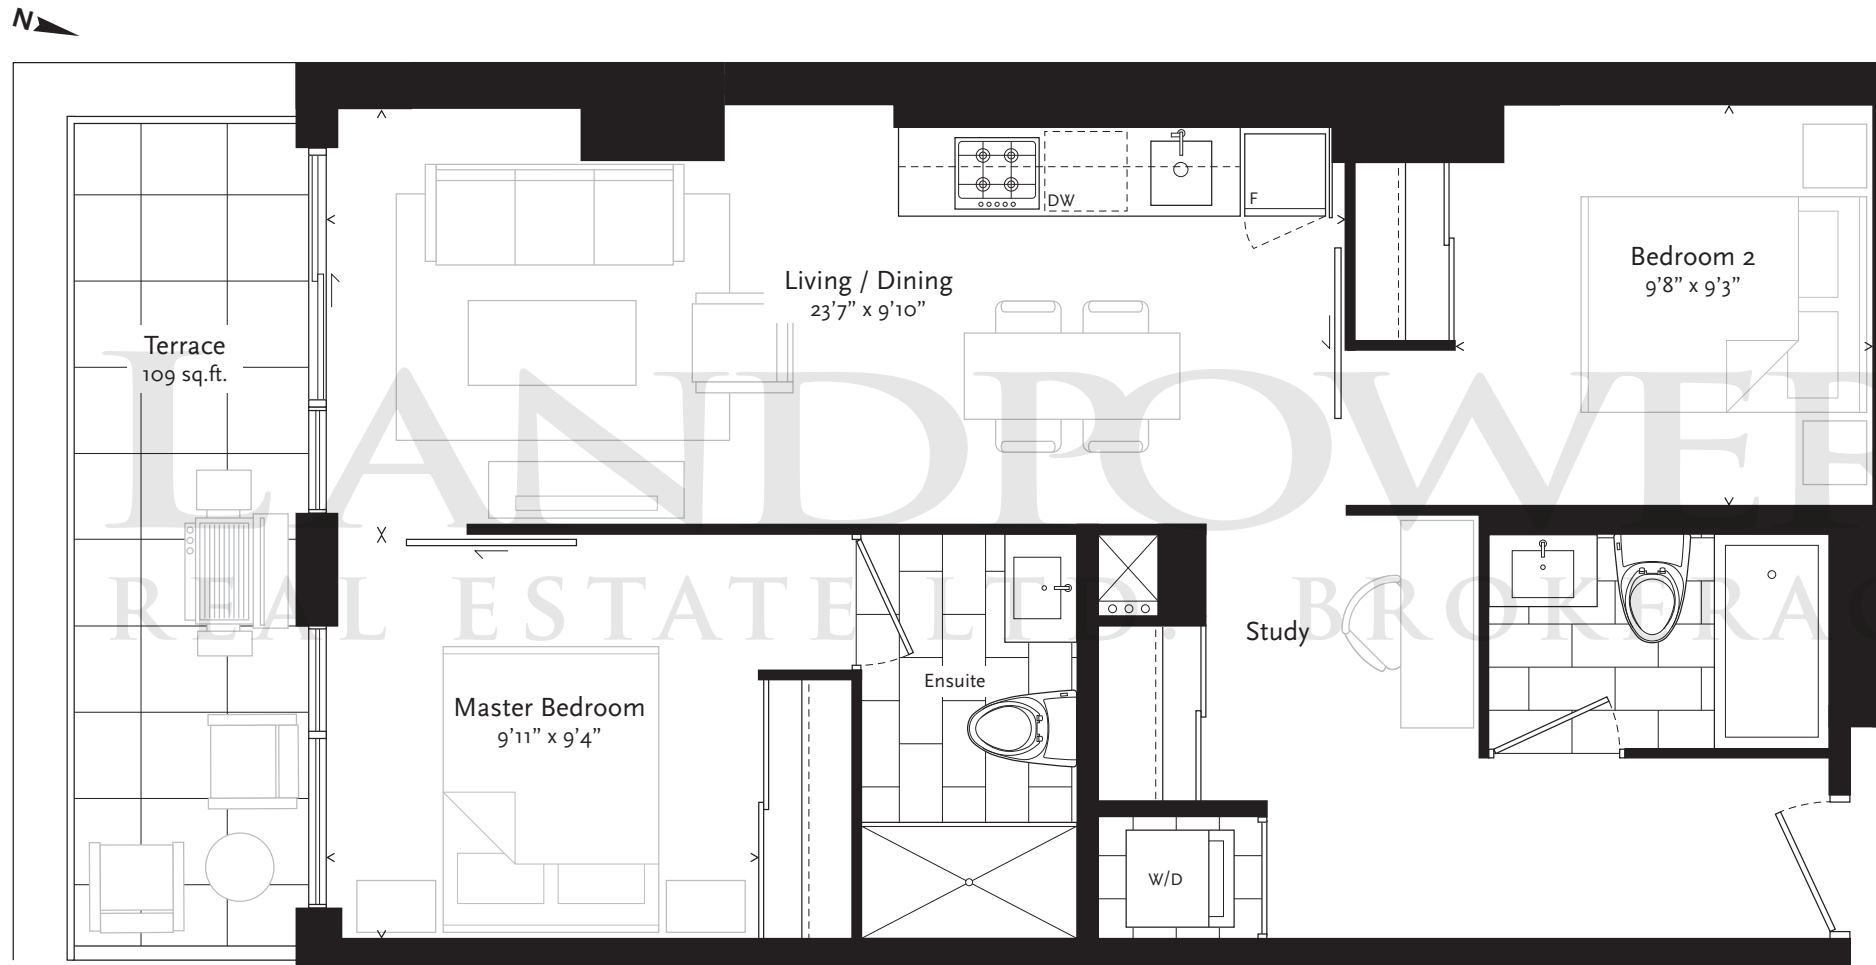 N
DW
F
Living / Dining
23'7" x 9'10"
Bedroom 2
9'8" x 9'3"
Terrace
109 sq.ft.
LANDPOWER
REAL ESTATE LTD. BROKERAG
Study
Ensuite
Master Bedroom
9'11" x 9'4"
W/D